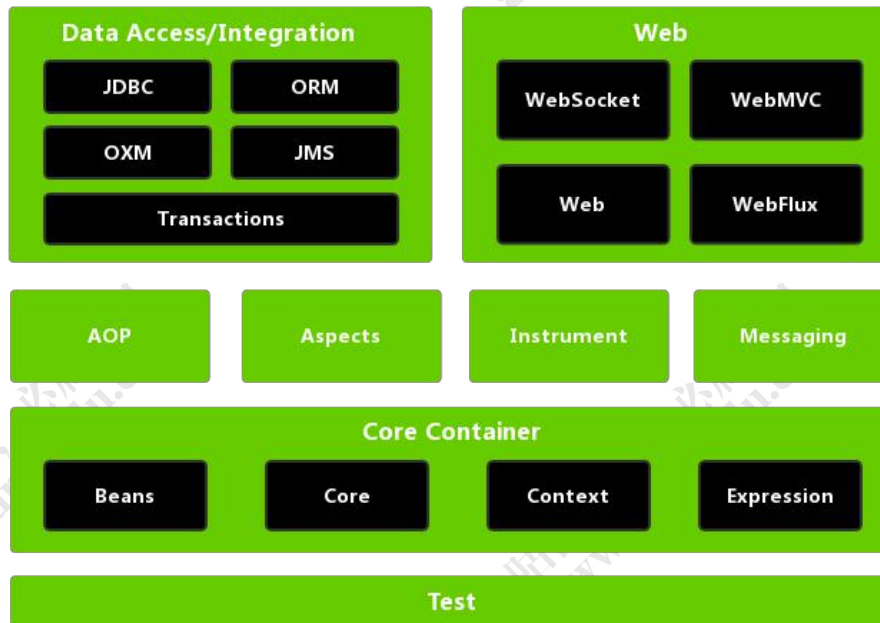 Data Access/Integration
JDBC
ORM
OXM
JMS
Transactions
Web
WebSocket
WebMVC
Web
WebFlux
AOP
Aspects
Instrument
Messaging
Core Container
Beans
Core
Context
Expression
Test